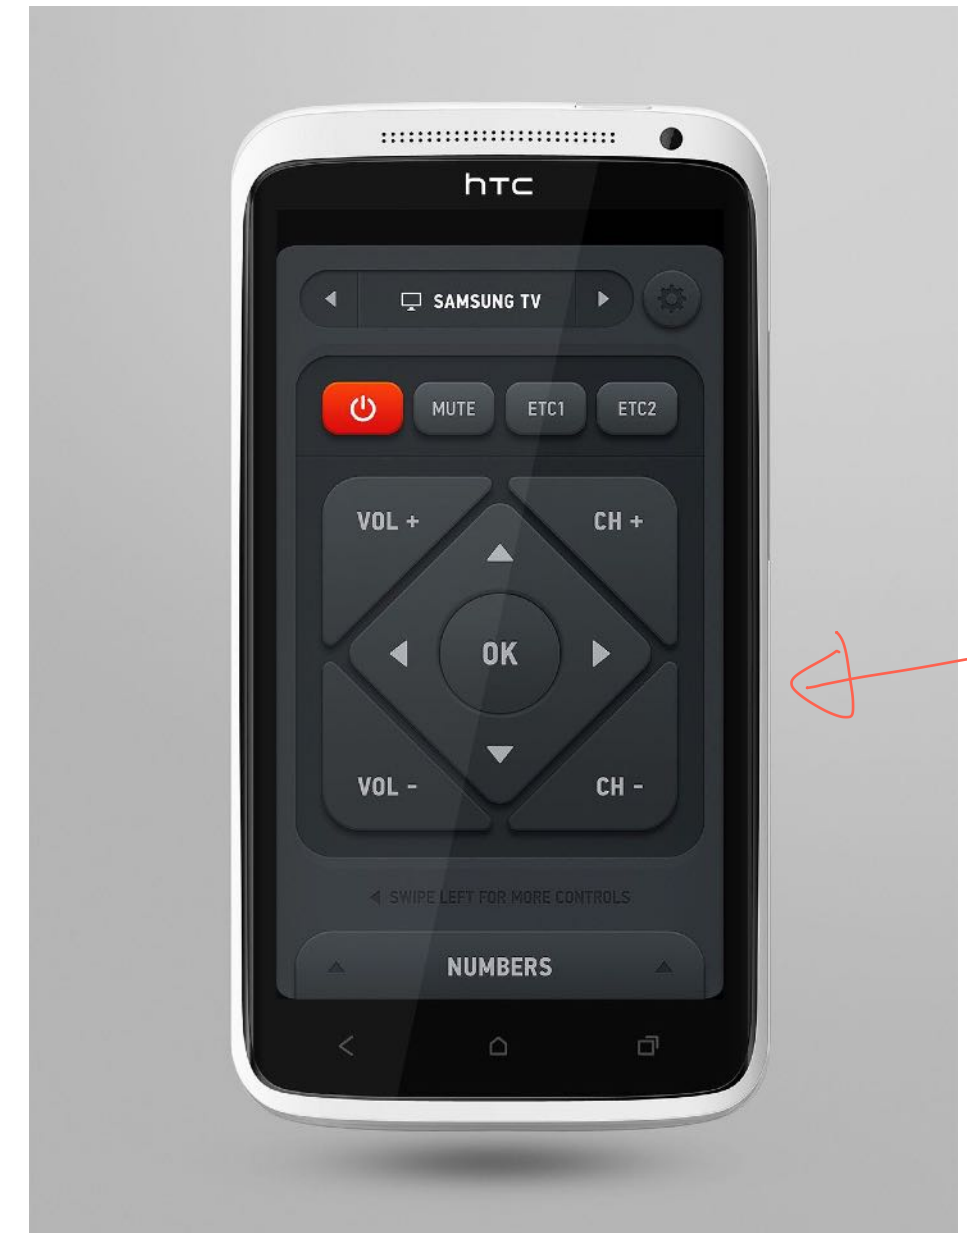 hTC
SAMSUNG TV
MUTE ETC1 ETC2
VOL + CH +
OK
VOL - CH -
SWIPE LEFT FOR MORE CONTROLS
NUMBERS